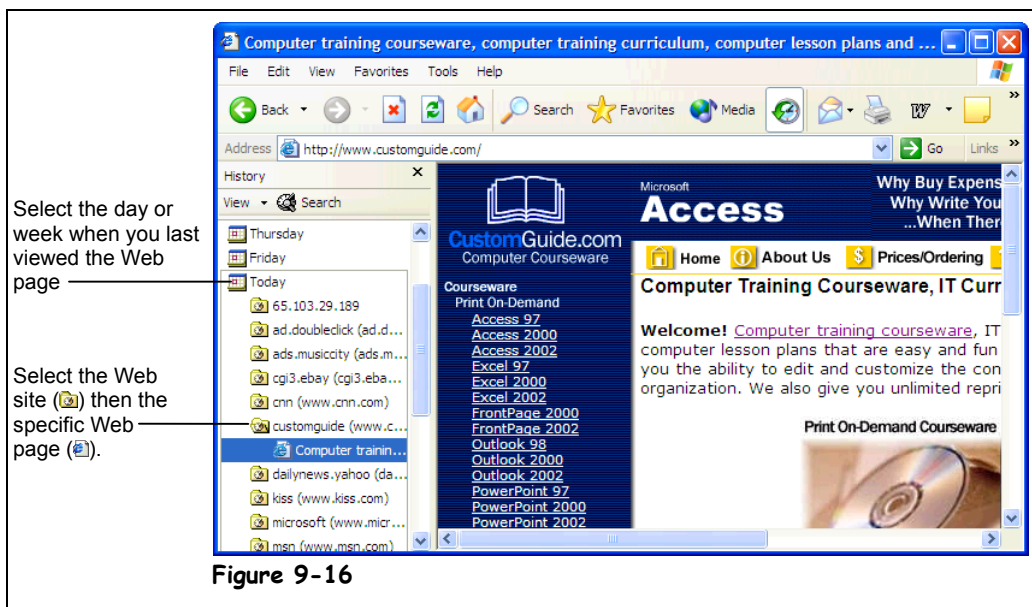 Computer training courseware, computer training curriculum, computer lesson plans and ...
File Edit View Favorites Tools Help
Back Search Favorites Media W »
Address http://www.customguide.com/ Go Links »
History
View Search
Thursday
Friday
Today
65.103.29.189
ad.doubleclick (ad.d...
ads.musiccity (ads.m...
cgi3.ebay (cgi3.eba...
cnn (www.cnn.com)
customguide (www.c...
Computer trainin...
dailynews.yahoo (da...
kiss (www.kiss.com)
microsoft (www.micr...
msn (www.msn.com)
Select the day or
week when you last
viewed the Web
page
Select the Web
site () then the
specific Web
page ().
CustomGuide.com
Computer Courseware
Courseware
Print On-Demand
Access 97
Access 2000
Access 2002
Excel 97
Excel 2000
Excel 2002
FrontPage 2000
FrontPage 2002
Outlook 98
Outlook 2000
Outlook 2002
PowerPoint 97
PowerPoint 2000
PowerPoint 2002
Microsoft
Access
Why Buy Expens
Why Write You
...When Ther
Home About Us $ Prices/Ordering
Computer Training Courseware, IT Curr
Welcome! Computer training courseware, IT
computer lesson plans that are easy and fun
you the ability to edit and customize the con
organization. We also give you unlimited repri
Print On-Demand Courseware
Figure 9-16